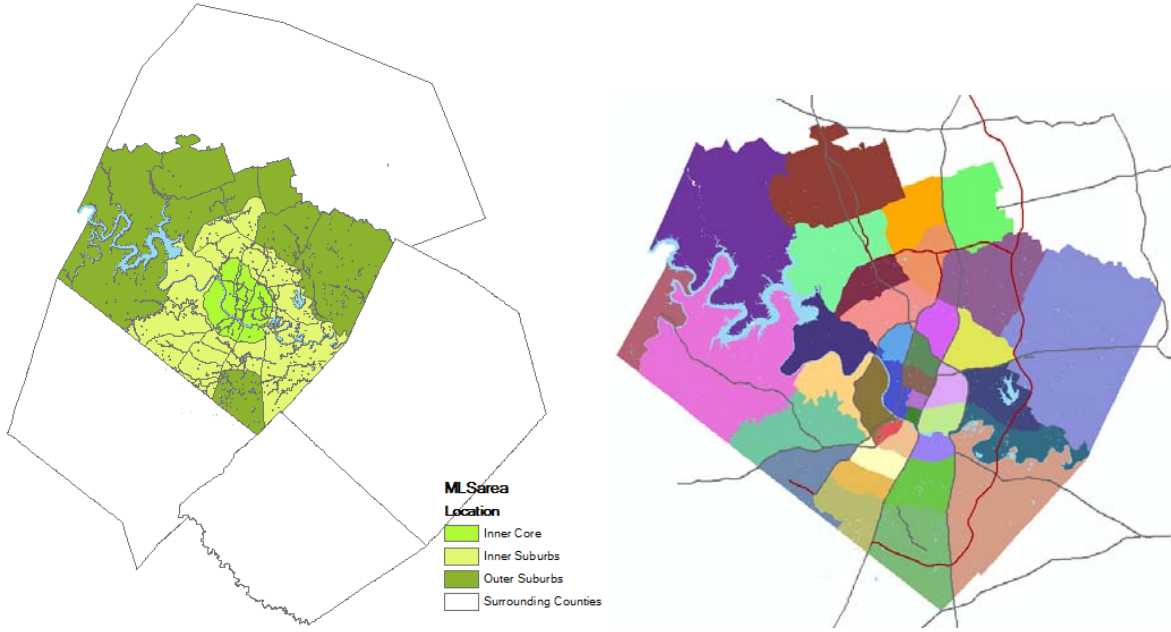 MLSarea
Location
Inner Core
Inner Suburbs
Outer Suburbs
Surrounding Counties